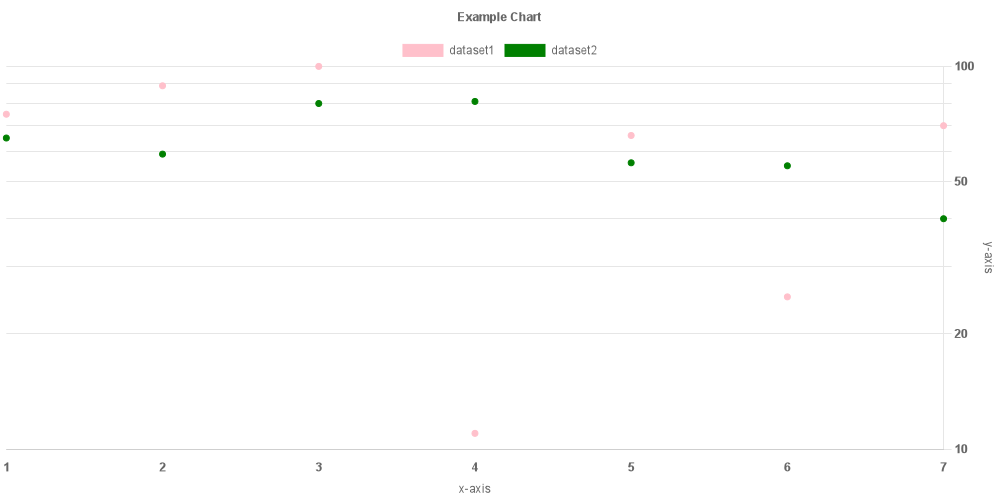 Example Chart
dataset1 dataset2
100
50
20
10
y-axis
1 2 3 4 5 6 7
x-axis